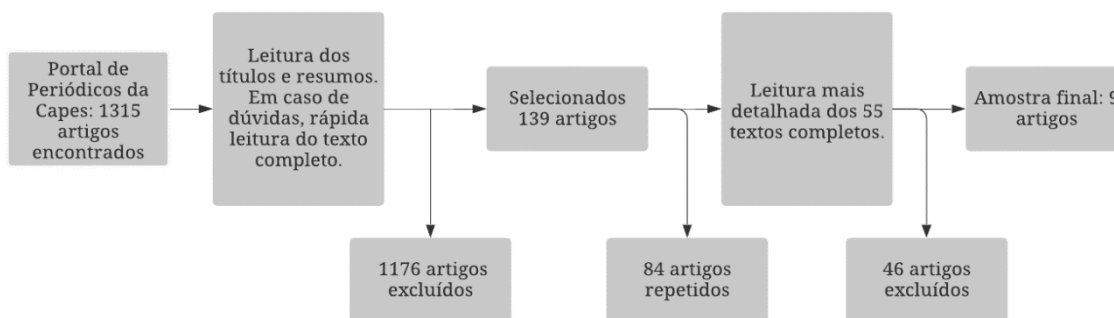 Portal de
Periódicos da
Capes: 1315
artigos
encontrados
Leitura dos
títulos e resumos.
Em caso de
dúvidas, rápida
leitura do texto
completo.
Selecionados
139 artigos
Leitura mais
detalhada dos 55
textos completos.
Amostra final: 9
artigos
1176 artigos
excluídos
84 artigos
repetidos
46 artigos
excluídos